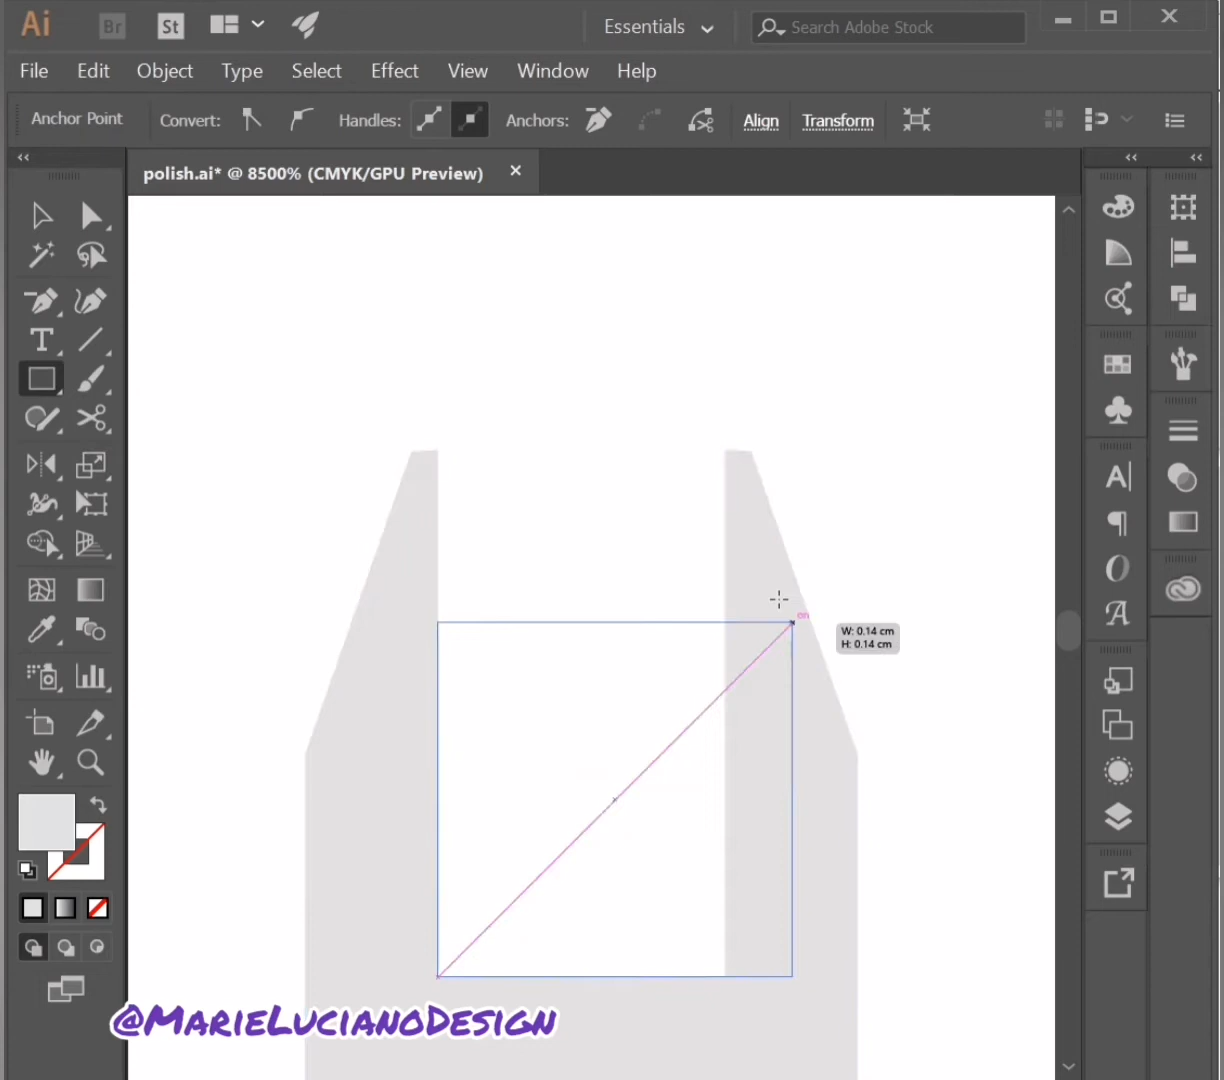 Ai Br St Essentials Search Adobe Stock
File Edit Object Type Select Effect View Window Help
Anchor Point Convert: Handles: Anchors: Align Transform
polish.ai* @ 8500% (CMYK/GPU Preview)
on
W: 0.14 cm
H: 0.14 cm
@MarieLucianoDesign